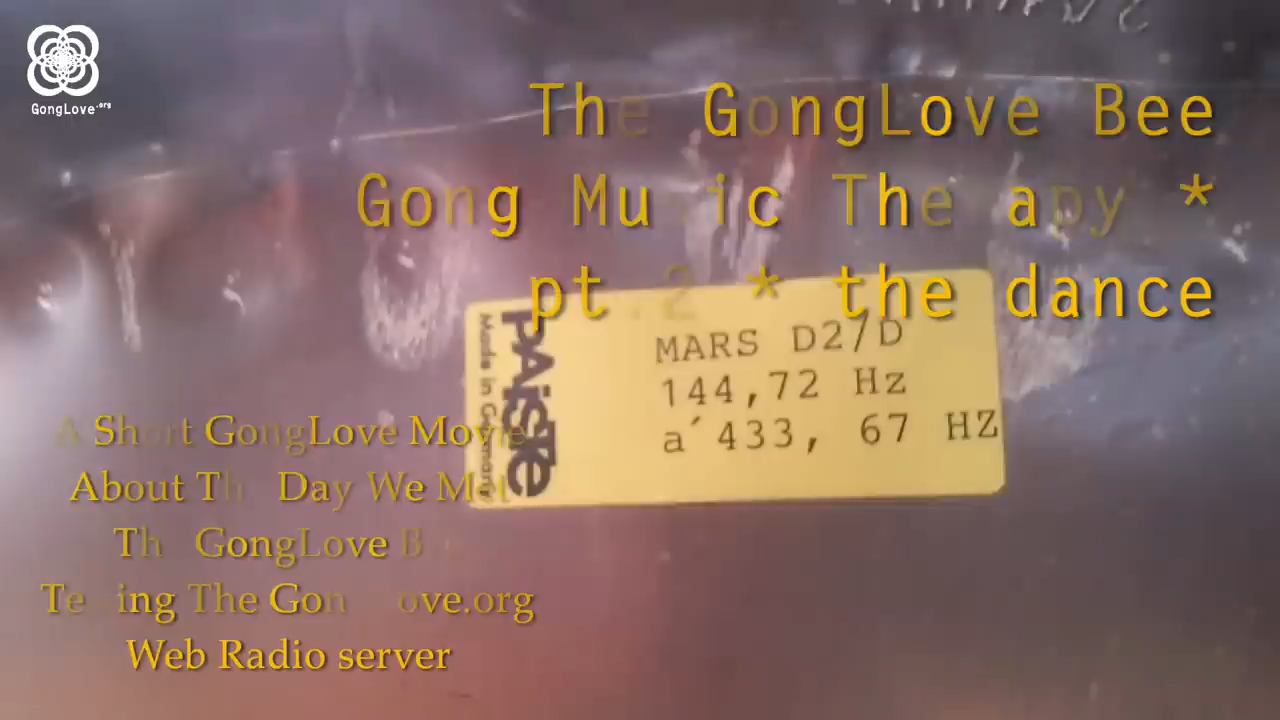 GongLove.org
The GongLove Bee
Gong Music Therapy *
pt.2 * the dance
PAiSTe
Made in Germany
MARS D2/D
144,72 Hz
a´433, 67 HZ
A Short GongLove Movie
About The Day We Met
The GongLove Bee
Testing The GongLove.org
Web Radio server